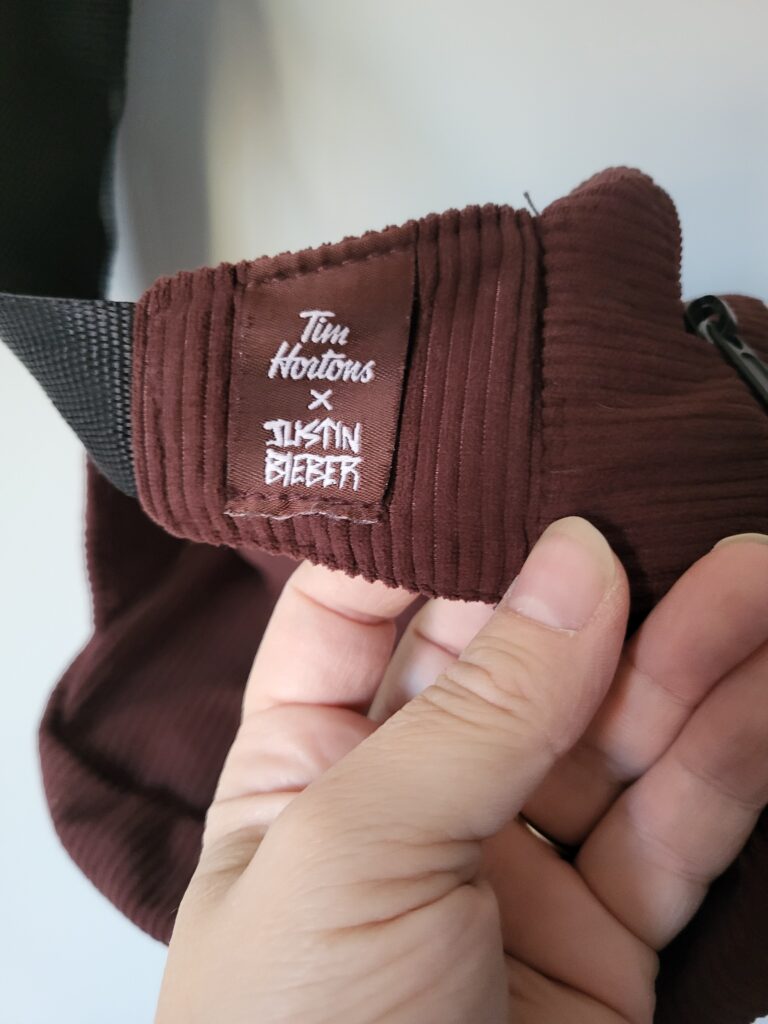 Tim
Hortons
x
JUSTIN
BIEBER